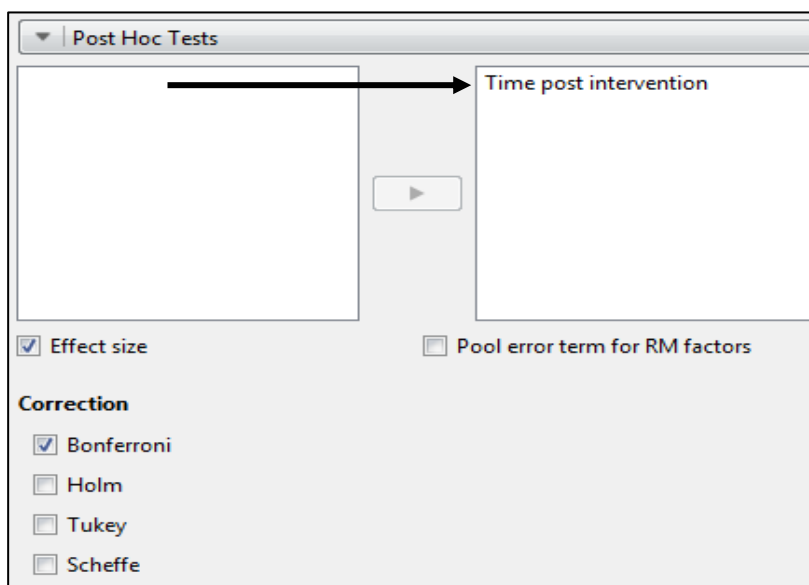 Post Hoc Tests
Time post intervention
Effect size
Pool error term for RM factors
Correction
Bonferroni
Holm
Tukey
Scheffe